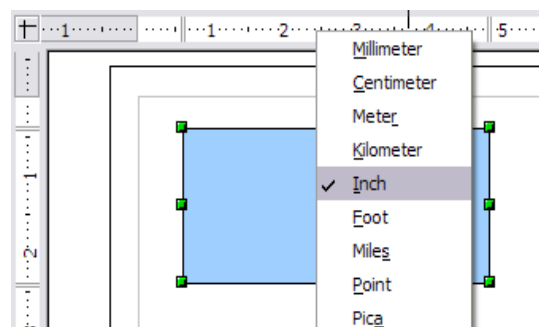 1 1 2 3 4 5
Millimeter
Centimeter
Meter
Kilometer
Inch
Foot
Miles
Point
Pica
1
2